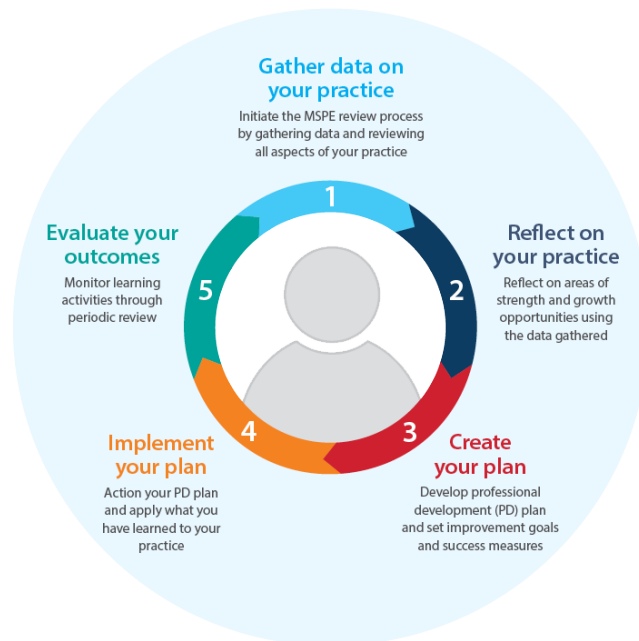 Gather data on
your practice
Initiate the MSPE review process
by gathering data and reviewing
all aspects of your practice
1
Reflect on
your practice
Reflect on areas of
strength and growth
opportunities using
the data gathered
2
Create
your plan
Develop professional
development (PD) plan
and set improvement goals
and success measures
3
Implement
your plan
Action your PD plan
and apply what you
have learned to your
practice
4
Evaluate your
outcomes
Monitor learning
activities through
periodic review
5